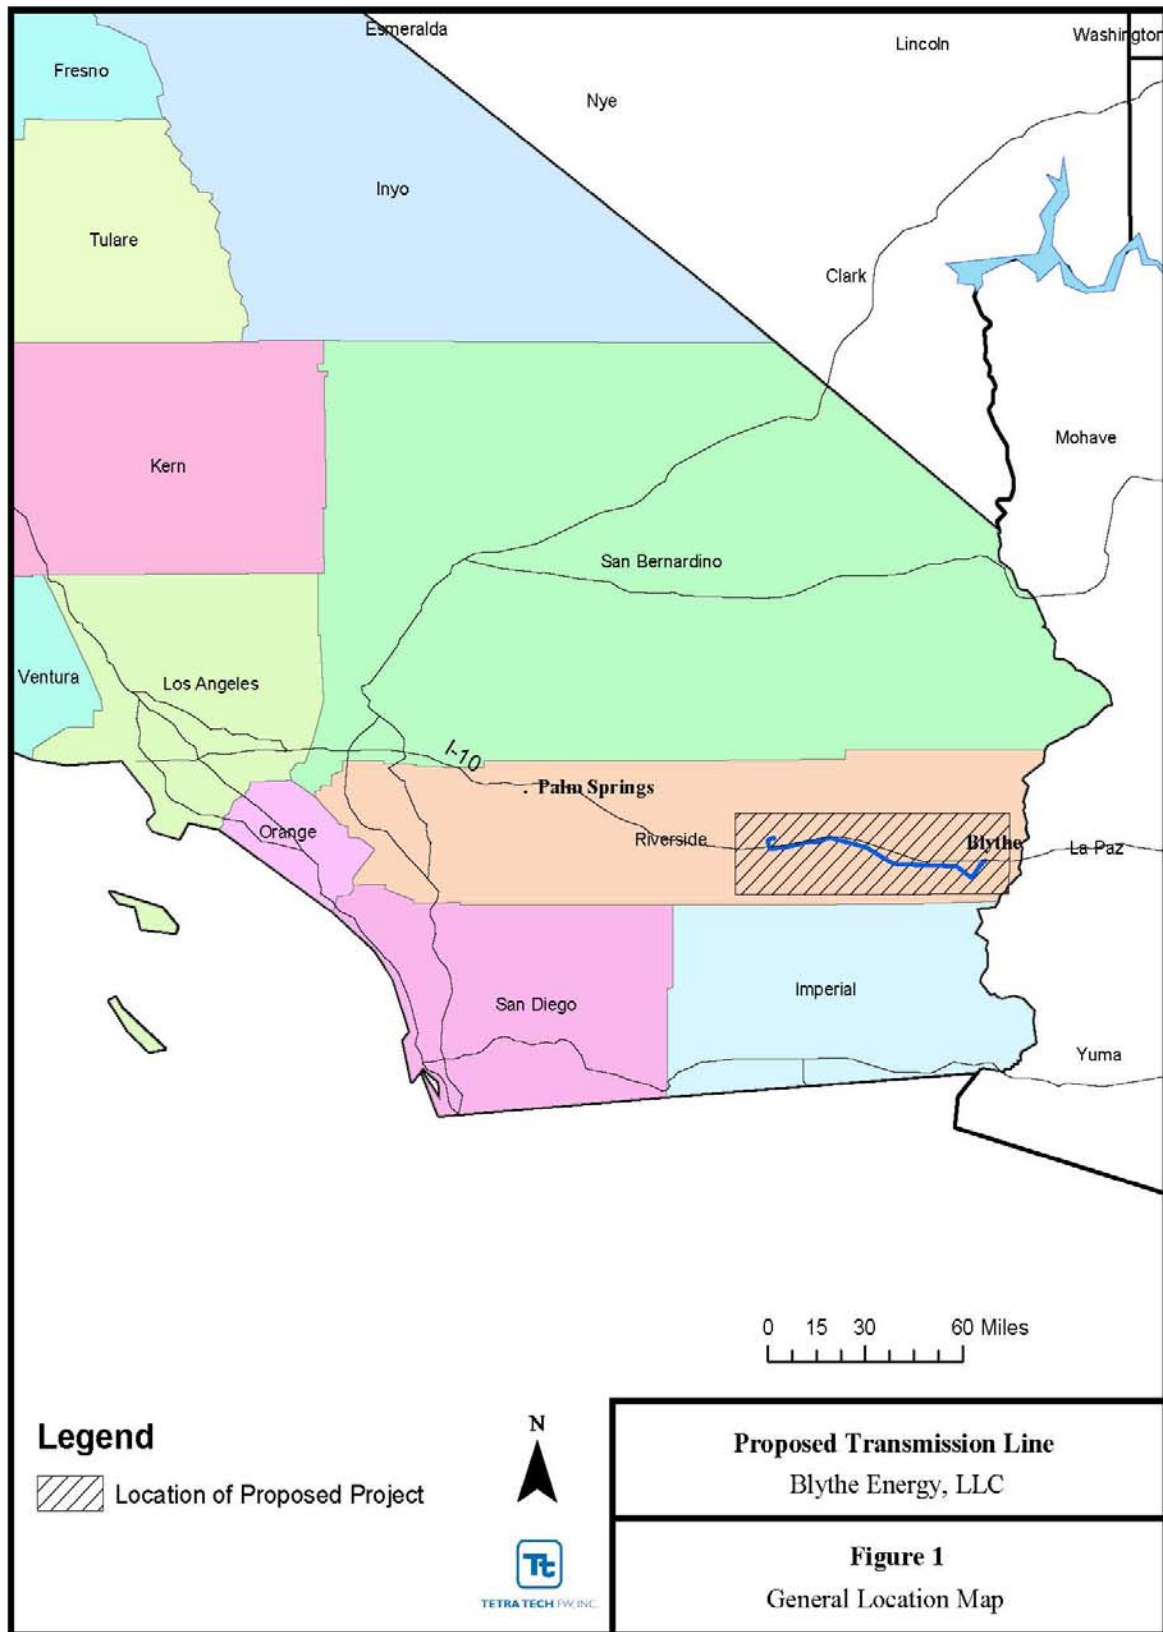 Esmeralda
Lincoln
Washington
Fresno
Nye
Inyo
Tulare
Clark
Mohave
Kern
San Bernardino
Ventura
Los Angeles
I-10
Palm Springs
Orange
Riverside
Blythe
La Paz
San Diego
Imperial
Yuma
0 15 30 60 Miles
Legend
Location of Proposed Project
N
Tt
TETRA TECH FW, INC.
Proposed Transmission Line
Blythe Energy, LLC
Figure 1
General Location Map